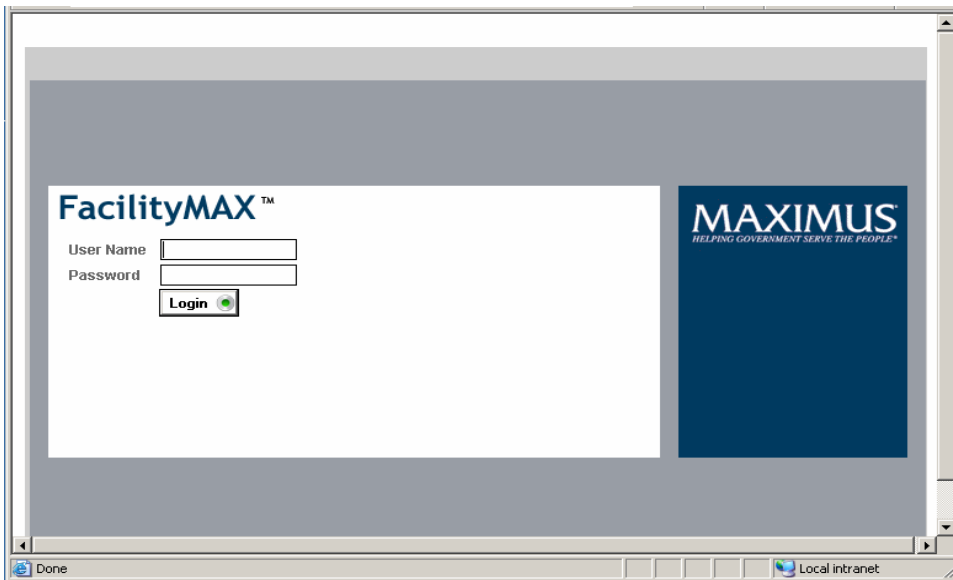 FacilityMAX™
User Name
Password
Login
MAXIMUS
HELPING GOVERNMENT SERVE THE PEOPLE®
Done
Local intranet